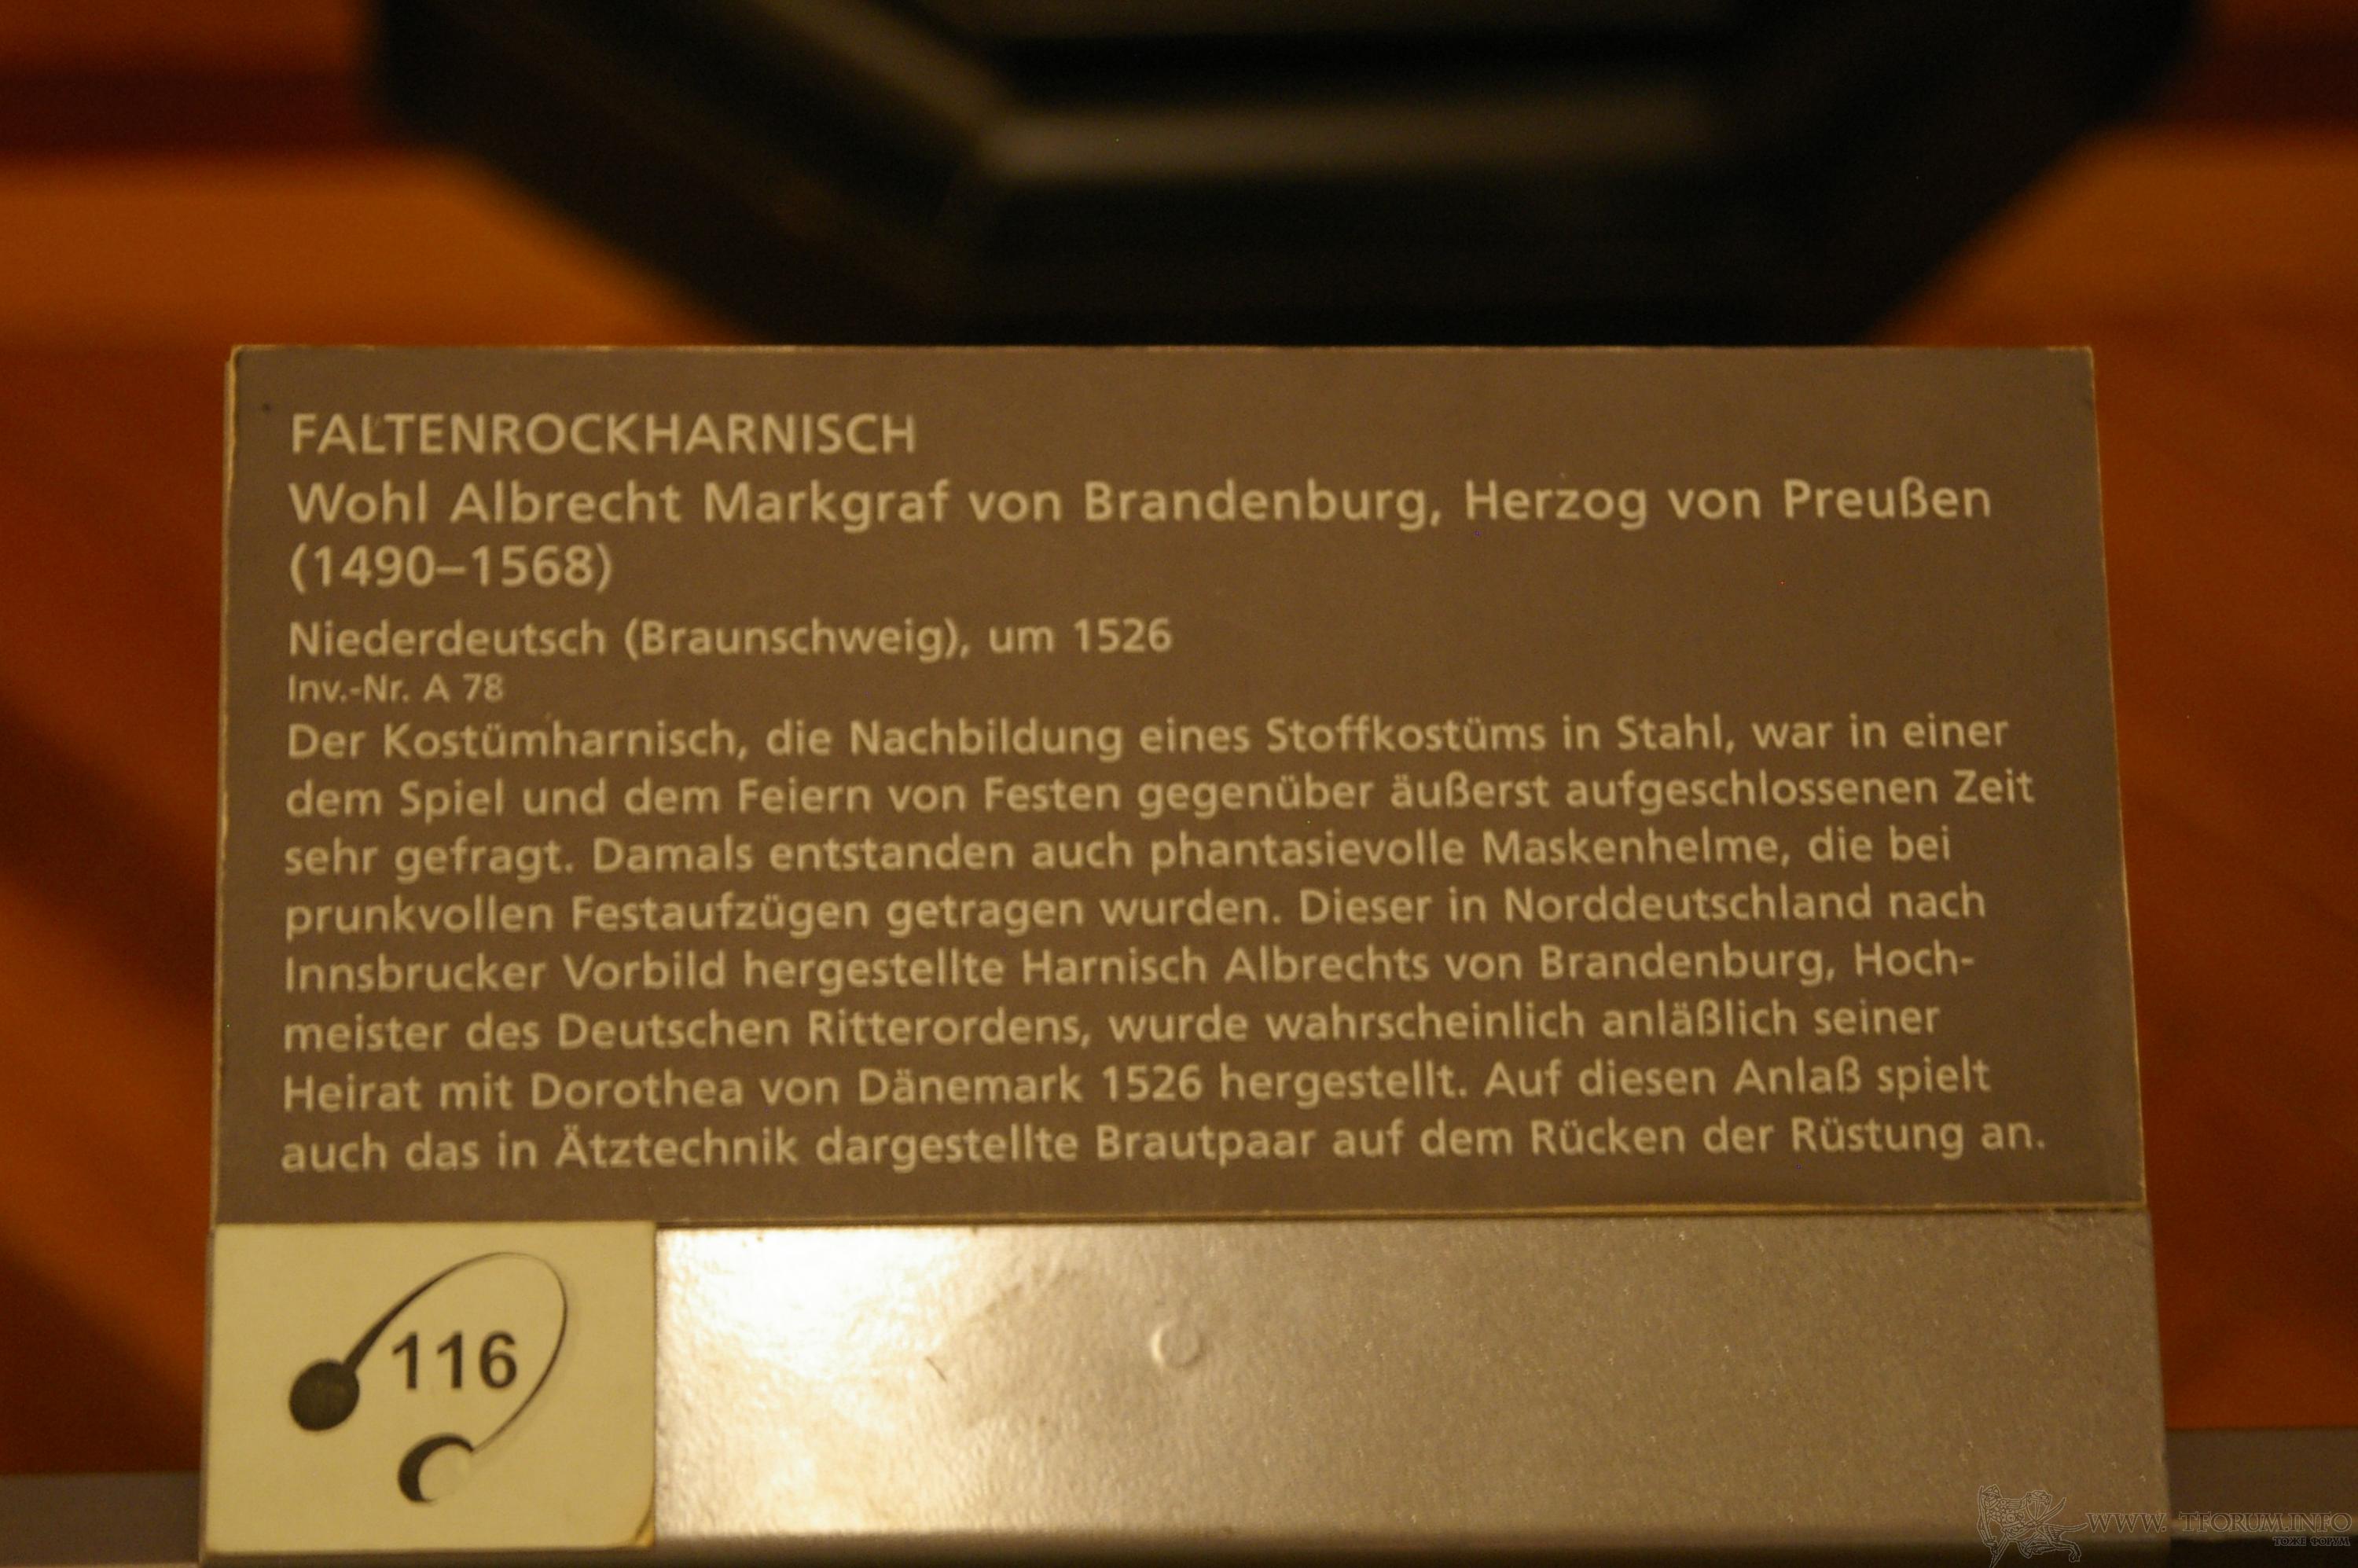 FALTENROCKHARNISCH
Wohl Albrecht Markgraf von Brandenburg, Herzog von Preußen
(1490–1568)
Niederdeutsch (Braunschweig), um 1526
Inv.-Nr. A 78
Der Kostümharnisch, die Nachbildung eines Stoffkostüms in Stahl, war in einer
dem Spiel und dem Feiern von Festen gegenüber äußerst aufgeschlossenen Zeit
sehr gefragt. Damals entstanden auch phantasievolle Maskenhelme, die bei
prunkvollen Festaufzügen getragen wurden. Dieser in Norddeutschland nach
Innsbrucker Vorbild hergestellte Harnisch Albrechts von Brandenburg, Hoch-
meister des Deutschen Ritterordens, wurde wahrscheinlich anläßlich seiner
Heirat mit Dorothea von Dänemark 1526 hergestellt. Auf diesen Anlaß spielt
auch das in Ätztechnik dargestellte Brautpaar auf dem Rücken der Rüstung an.
116
WWW. TFORUM.INFO